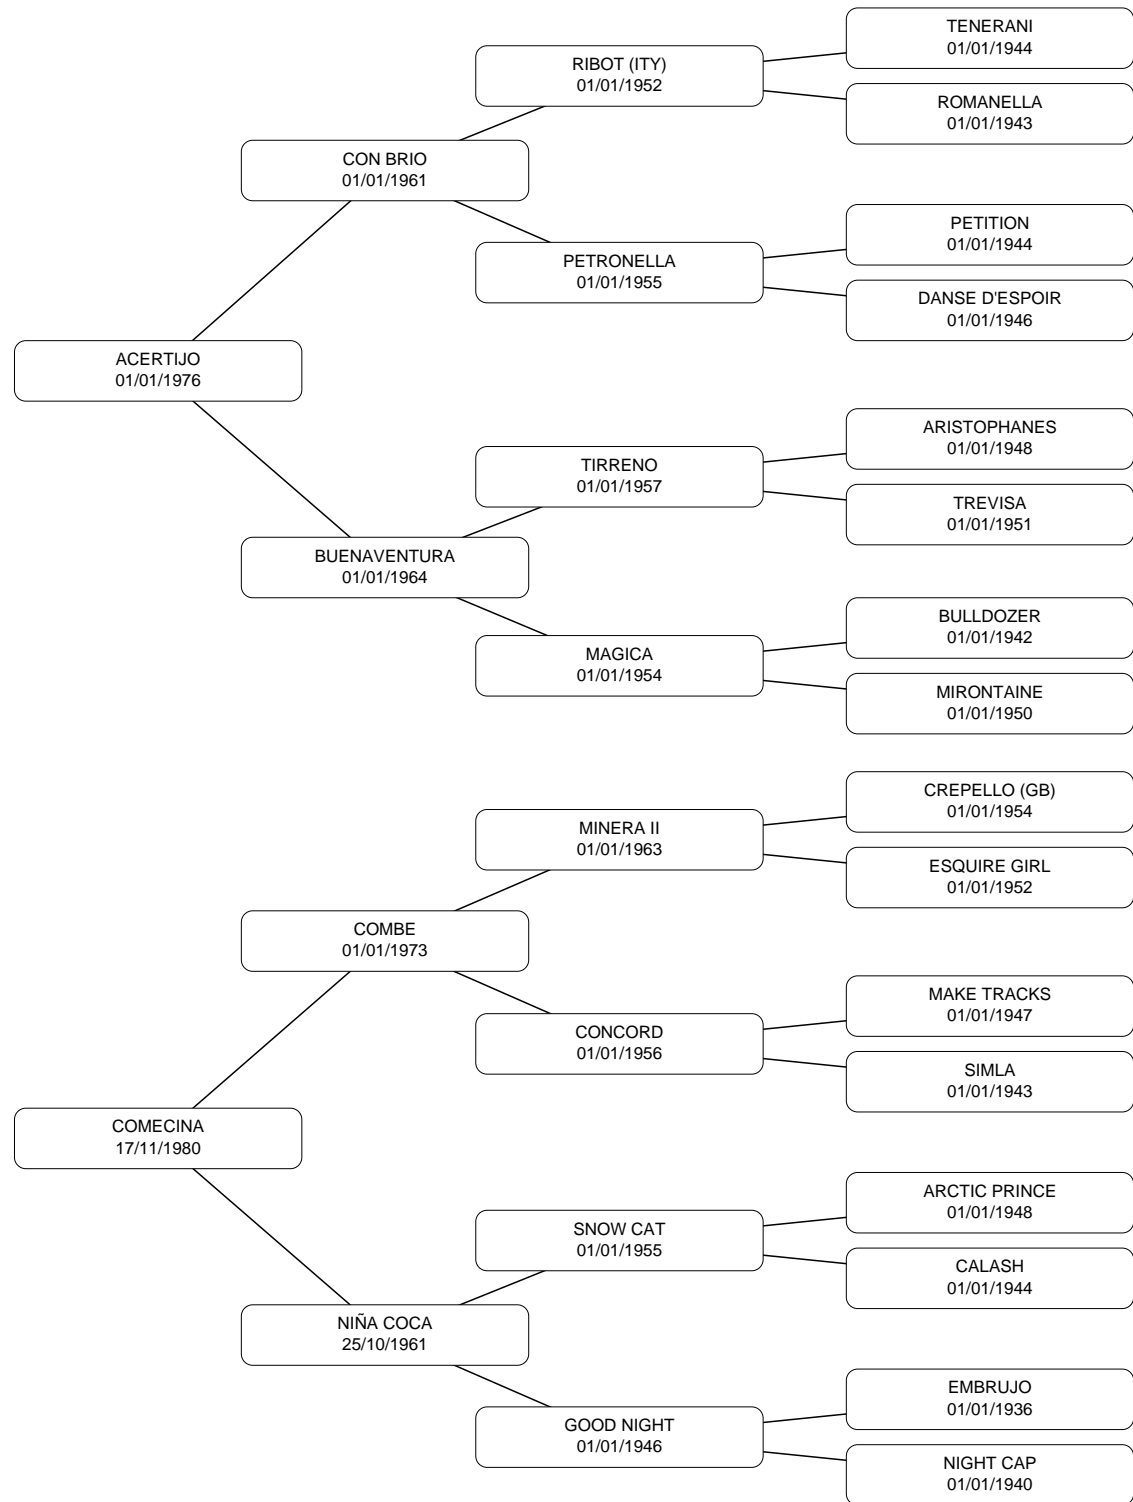 TENERANI
01/01/1944
RIBOT (ITY)
01/01/1952
ROMANELLA
01/01/1943
CON BRIO
01/01/1961
PETITION
01/01/1944
PETRONELLA
01/01/1955
DANSE D'ESPOIR
01/01/1946
ACERTIJO
01/01/1976
ARISTOPHANES
01/01/1948
TIRRENO
01/01/1957
TREVISA
01/01/1951
BUENAVENTURA
01/01/1964
BULLDOZER
01/01/1942
MAGICA
01/01/1954
MIRONTAINE
01/01/1950
CREPELLO (GB)
01/01/1954
MINERA II
01/01/1963
ESQUIRE GIRL
01/01/1952
COMBE
01/01/1973
MAKE TRACKS
01/01/1947
CONCORD
01/01/1956
SIMLA
01/01/1943
COMECINA
17/11/1980
ARCTIC PRINCE
01/01/1948
SNOW CAT
01/01/1955
CALASH
01/01/1944
NIÑA COCA
25/10/1961
EMBRUJO
01/01/1936
GOOD NIGHT
01/01/1946
NIGHT CAP
01/01/1940